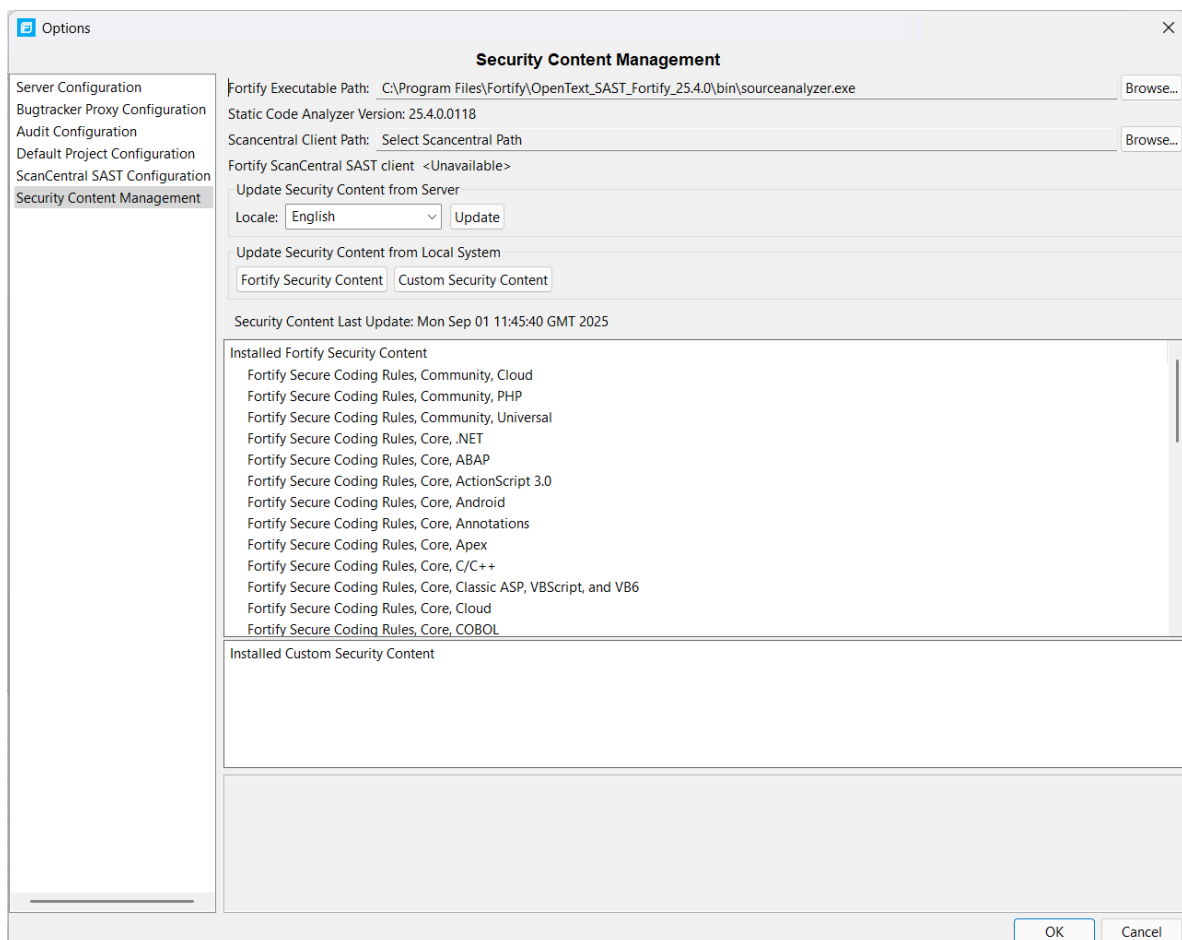 Options
Security Content Management
Server Configuration
Bugtracker Proxy Configuration
Audit Configuration
Default Project Configuration
ScanCentral SAST Configuration
Security Content Management
Fortify Executable Path: C:\Program Files\Fortify\OpenText_SAST_Fortify_25.4.0\bin\sourceanalyzer.exe Browse...
Static Code Analyzer Version: 25.4.0.0118
Scancentral Client Path: Select Scancentral Path Browse...
Fortify ScanCentral SAST client <Unavailable>
Update Security Content from Server
Locale: English Update
Update Security Content from Local System
Fortify Security Content Custom Security Content
Security Content Last Update: Mon Sep 01 11:45:40 GMT 2025
Installed Fortify Security Content
Fortify Secure Coding Rules, Community, Cloud
Fortify Secure Coding Rules, Community, PHP
Fortify Secure Coding Rules, Community, Universal
Fortify Secure Coding Rules, Core, .NET
Fortify Secure Coding Rules, Core, ABAP
Fortify Secure Coding Rules, Core, ActionScript 3.0
Fortify Secure Coding Rules, Core, Android
Fortify Secure Coding Rules, Core, Annotations
Fortify Secure Coding Rules, Core, Apex
Fortify Secure Coding Rules, Core, C/C++
Fortify Secure Coding Rules, Core, Classic ASP, VBScript, and VB6
Fortify Secure Coding Rules, Core, Cloud
Fortify Secure Coding Rules, Core, COBOL
Installed Custom Security Content
OK Cancel